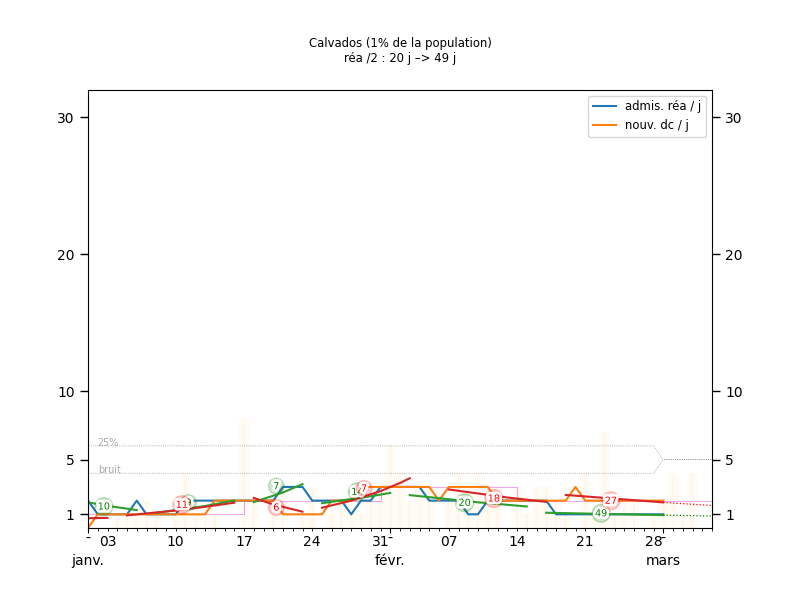 Calvados (1% de la population)
réa /2 : 20 j –> 49 j
admis. réa / j
nouv. dc / j
30 30
20 20
10 10
25%
5 5
bruit
7 7
10 11 6 20 18 49 27
1 1
03 10 17 24 31 07 14 21 28
janv. févr. mars